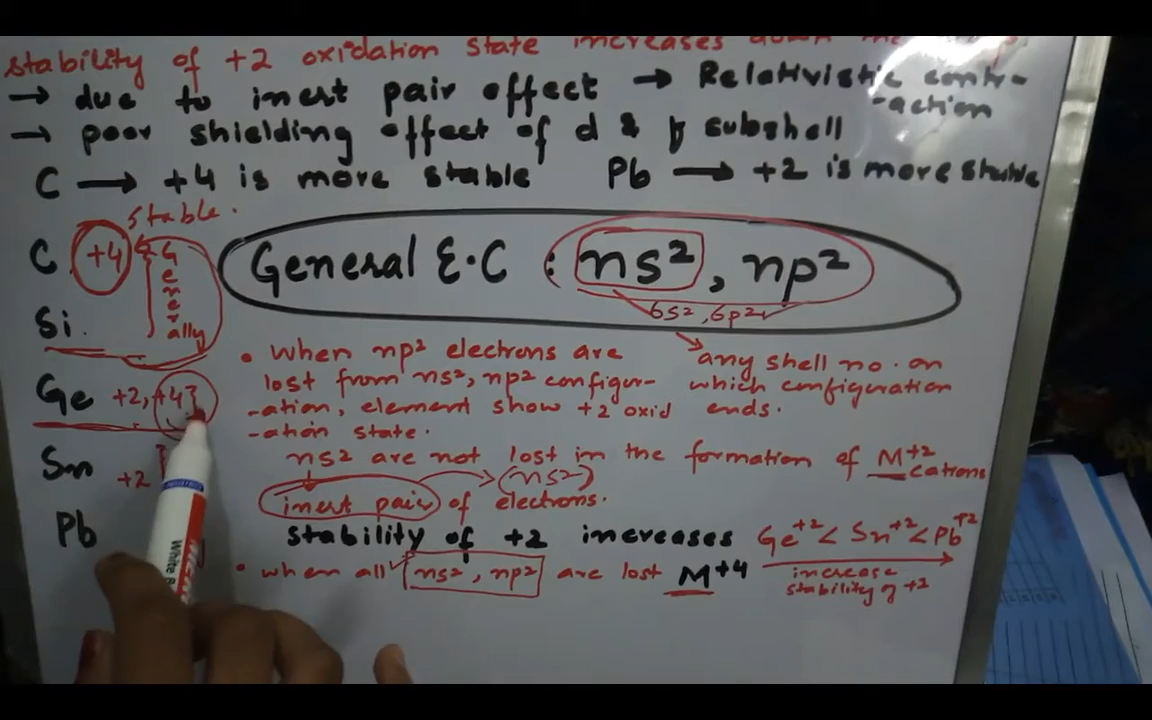 stability of +2 oxidation state increases down the
→ due to inert pair effect → Relativistic contr-
-action
→ poor shielding effect of d & f subshell
C → +4 is more stable Pb → +2 is more stable
stable.
C +4 Generally
General E.C : ns², np²
6s², 6p²
Si
• When np² electrons are
lost from ns², np² configur-
-ation, element show +2 oxid
-ation state.
→ any shell no. on
which configuration
ends.
Ge +2, +4}
ns² are not lost in the formation of M⁺² cations
Sn +2
inert pair of electrons. (ns²)
Pb
stability of +2 increases Ge⁺² < Sn⁺² < Pb⁺²
increase
stability of +2
• when all ns², np² are lost M⁺⁴
White